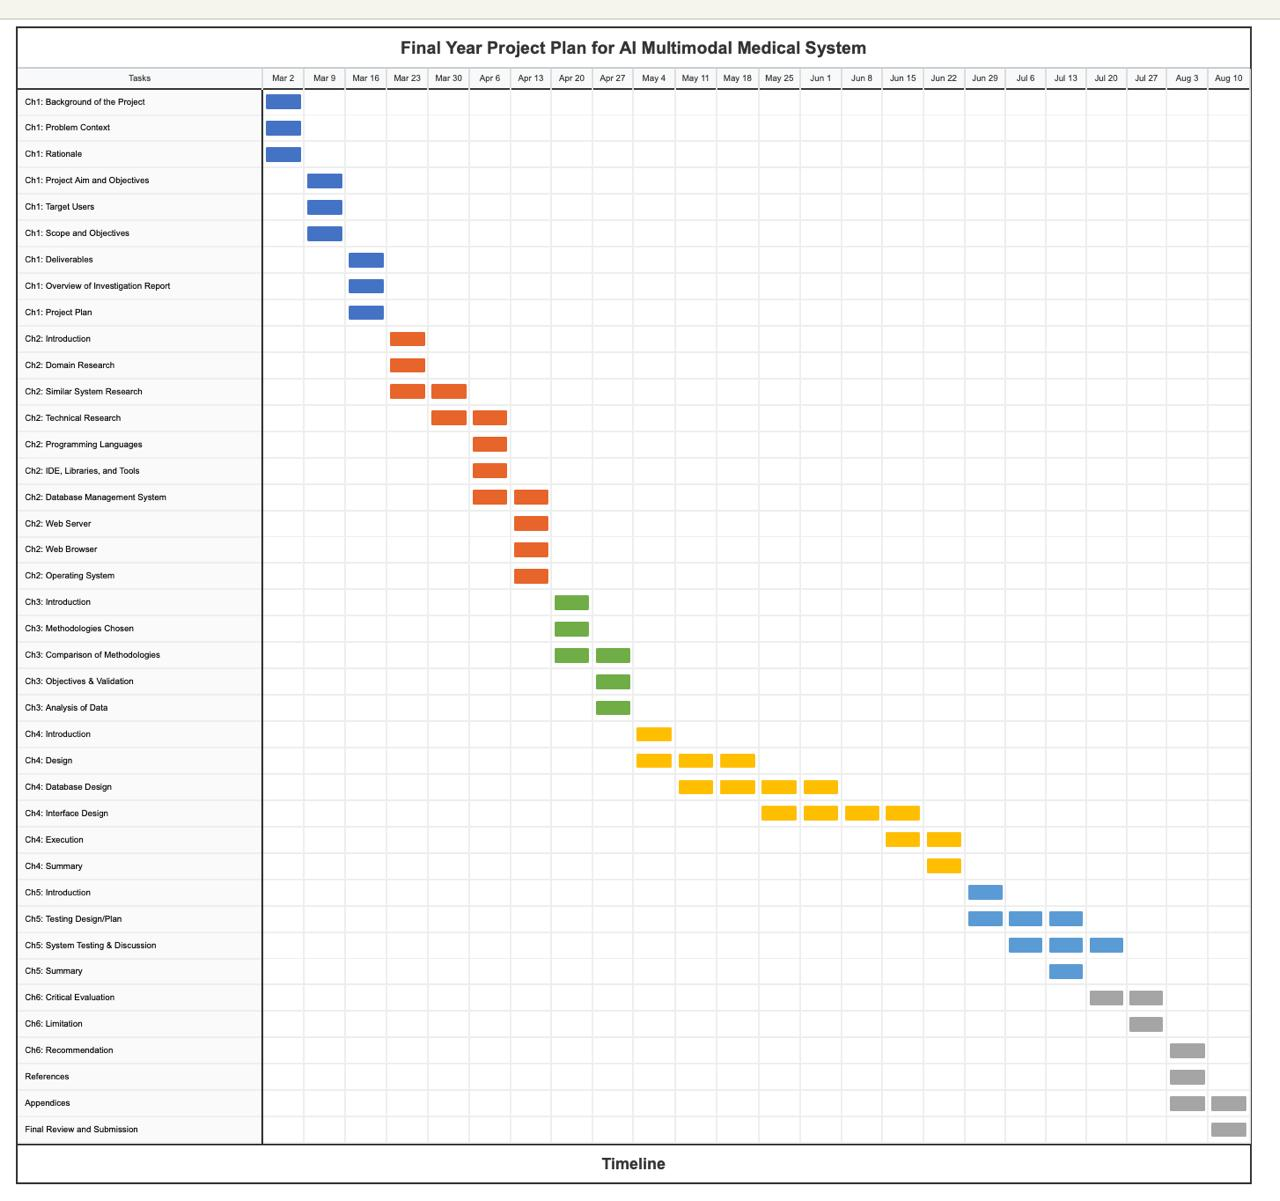 Final Year Project Plan for AI Multimodal Medical System
Tasks Mar 2 Mar 9 Mar 16 Mar 23 Mar 30 Apr 6 Apr 13 Apr 20 Apr 27 May 4 May 11 May 18 May 25 Jun 1 Jun 8 Jun 15 Jun 22 Jun 29 Jul 6 Jul 13 Jul 20 Jul 27 Aug 3 Aug 10
Ch1: Background of the Project
Ch1: Problem Context
Ch1: Rationale
Ch1: Project Aim and Objectives
Ch1: Target Users
Ch1: Scope and Objectives
Ch1: Deliverables
Ch1: Overview of Investigation Report
Ch1: Project Plan
Ch2: Introduction
Ch2: Domain Research
Ch2: Similar System Research
Ch2: Technical Research
Ch2: Programming Languages
Ch2: IDE, Libraries, and Tools
Ch2: Database Management System
Ch2: Web Server
Ch2: Web Browser
Ch2: Operating System
Ch3: Introduction
Ch3: Methodologies Chosen
Ch3: Comparison of Methodologies
Ch3: Objectives & Validation
Ch3: Analysis of Data
Ch4: Introduction
Ch4: Design
Ch4: Database Design
Ch4: Interface Design
Ch4: Execution
Ch4: Summary
Ch5: Introduction
Ch5: Testing Design/Plan
Ch5: System Testing & Discussion
Ch5: Summary
Ch6: Critical Evaluation
Ch6: Limitation
Ch6: Recommendation
References
Appendices
Final Review and Submission
Timeline